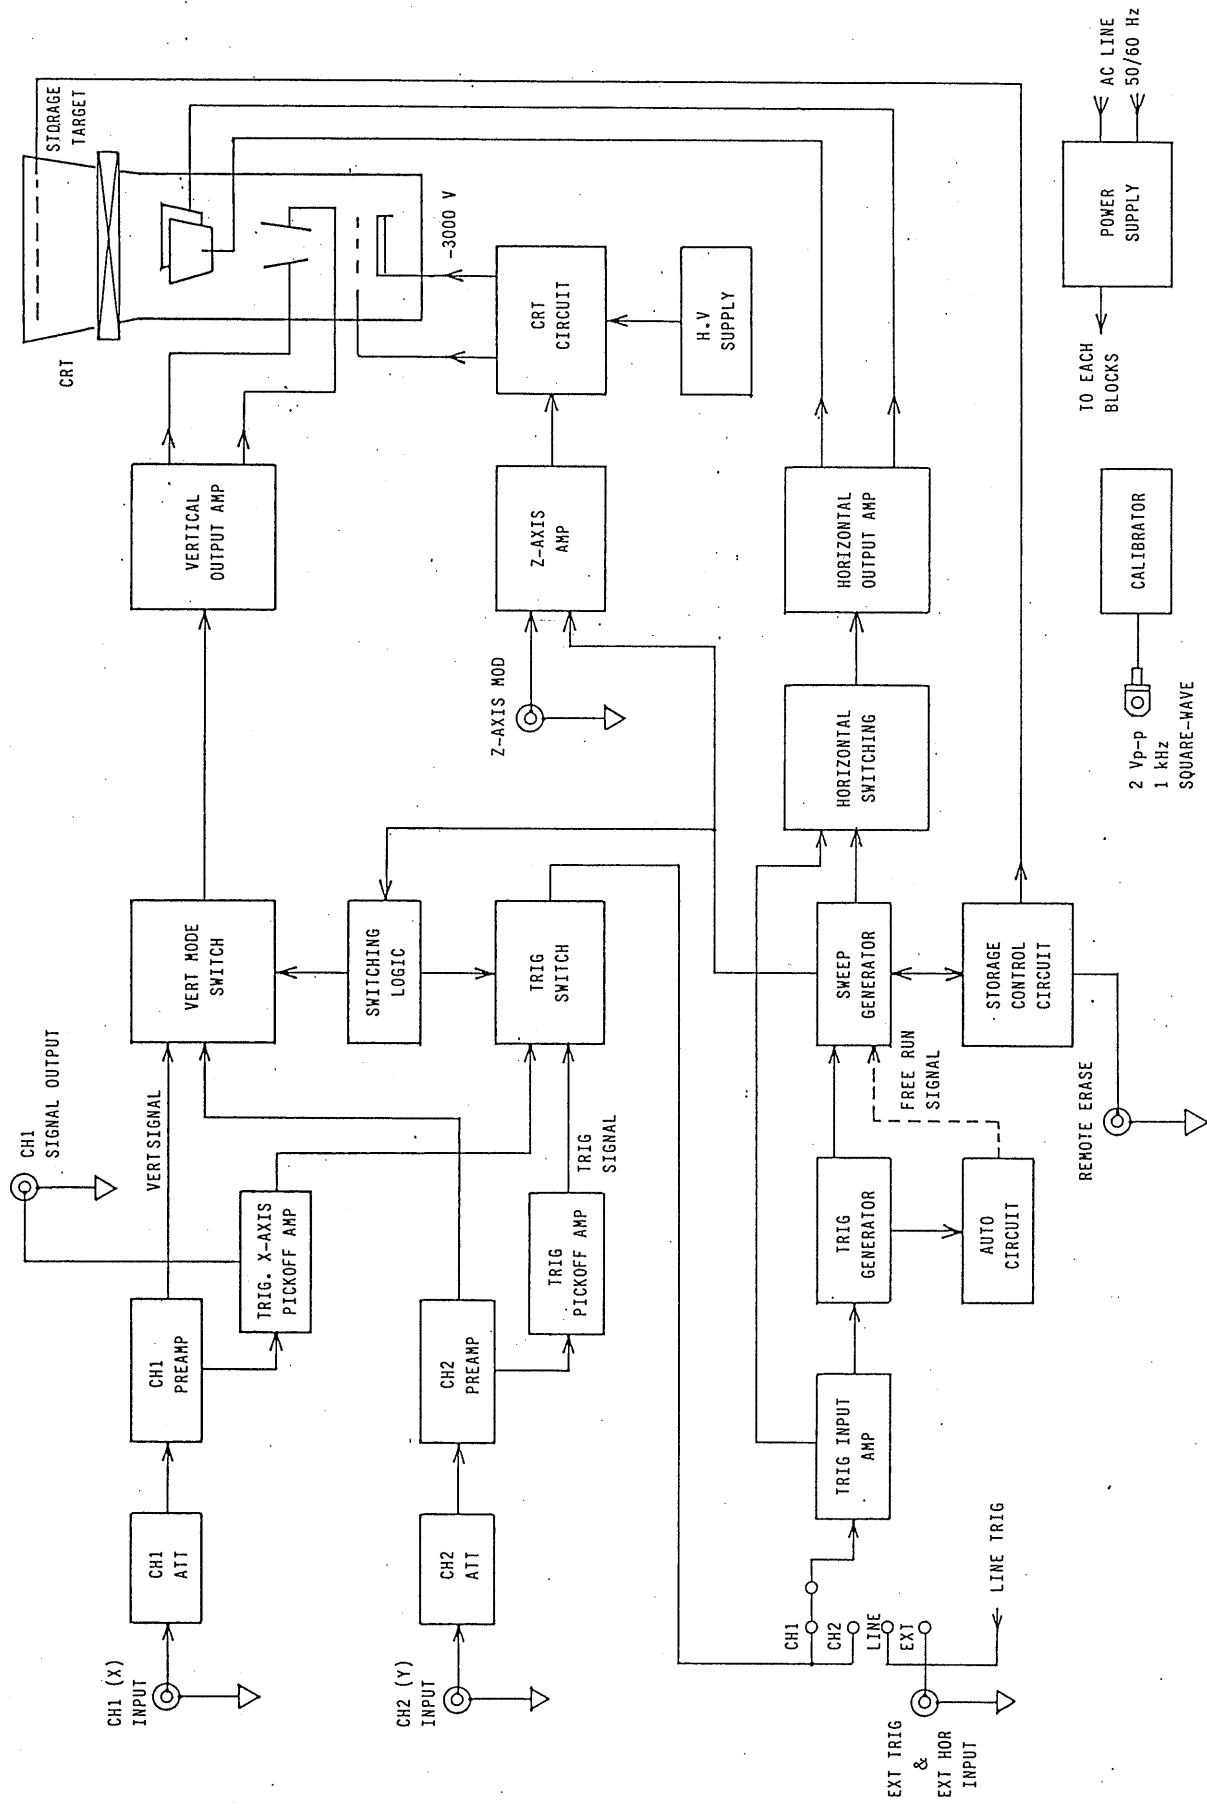 CH1 (X)
INPUT
CH1
ATT
CH1
PREAMP
CH1
SIGNAL OUTPUT
VERT SIGNAL
TRIG. X-AXIS
PICKOFF AMP
VERT MODE
SWITCH
VERTICAL
OUTPUT AMP
CRT
STORAGE
TARGET
CH2 (Y)
INPUT
CH2
ATT
CH2
PREAMP
TRIG
PICKOFF AMP
TRIG
SIGNAL
SWITCHING
LOGIC
TRIG
SWITCH
Z-AXIS MOD
Z-AXIS
AMP
CRT
CIRCUIT
-3000 V
H.V
SUPPLY
CH1
CH2
LINE
EXT
EXT TRIG
&
EXT HOR
INPUT
LINE TRIG
TRIG INPUT
AMP
TRIG
GENERATOR
AUTO
CIRCUIT
FREE RUN
SIGNAL
SWEEP
GENERATOR
STORAGE
CONTROL
CIRCUIT
REMOTE ERASE
HORIZONTAL
SWITCHING
HORIZONTAL
OUTPUT AMP
2 Vp-p
1 kHz
SQUARE-WAVE
CALIBRATOR
TO EACH
BLOCKS
POWER
SUPPLY
AC LINE
50/60 Hz